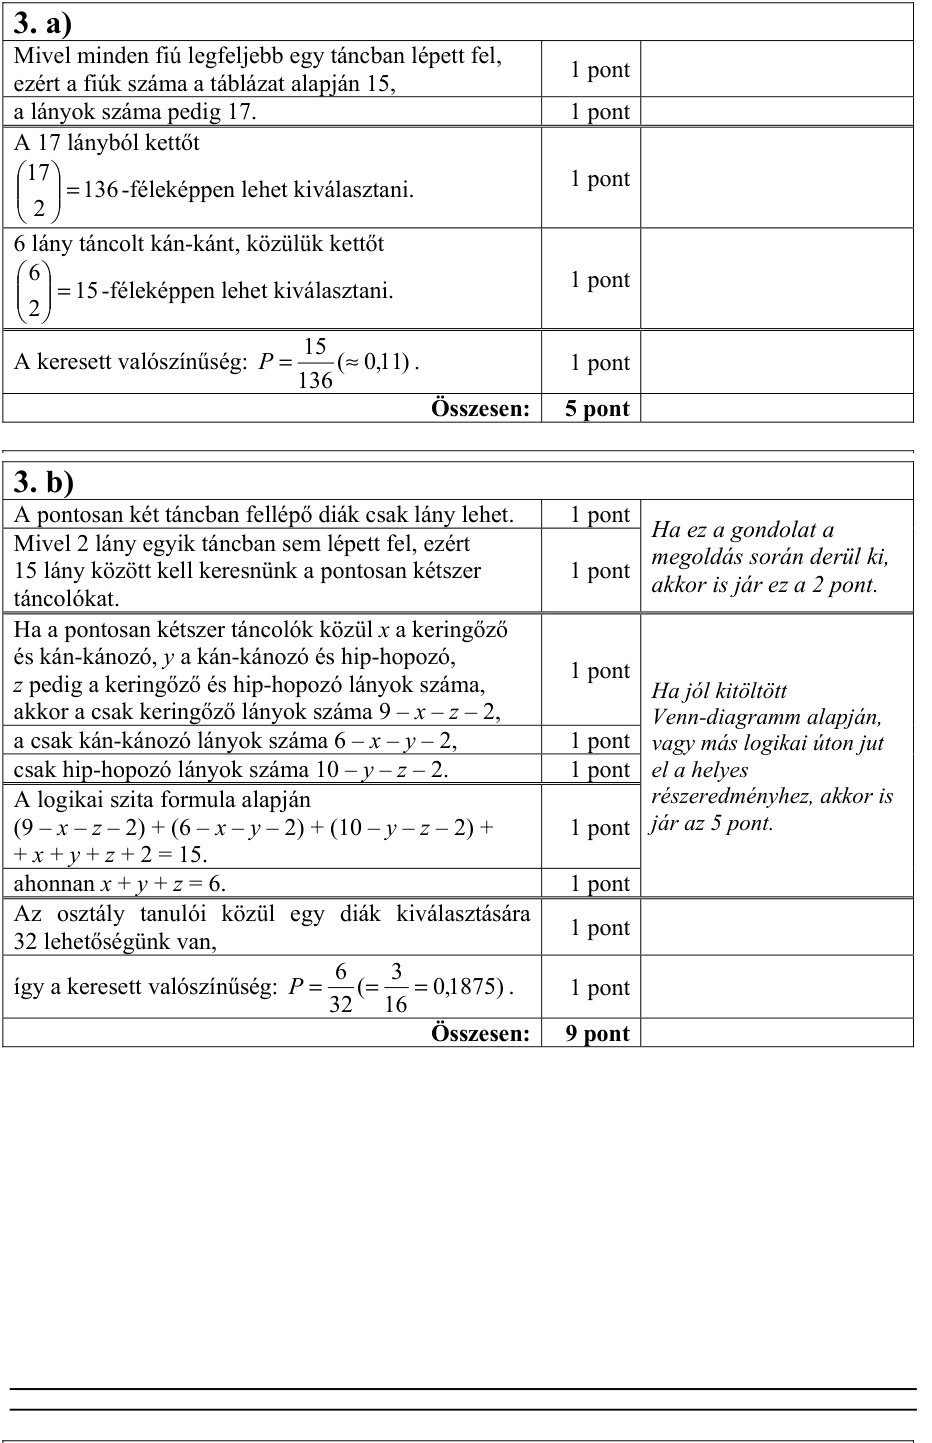 3. a)
Mivel minden fiú legfeljebb egy táncban lépett fel,
ezért a fiúk száma a táblázat alapján 15,
1 pont
a lányok száma pedig 17.
1 pont
A 17 lányból kettőt
(17 2) = 136 -féleképpen lehet kiválasztani.
1 pont
6 lány táncolt kán-kánt, közülük kettőt
(6 2) = 15 -féleképpen lehet kiválasztani.
1 pont
A keresett valószínűség: P = 15/136 (≈ 0,11) .
1 pont
Összesen: 5 pont
3. b)
A pontosan két táncban fellépő diák csak lány lehet.
1 pont
Mivel 2 lány egyik táncban sem lépett fel, ezért
15 lány között kell keresnünk a pontosan kétszer
táncolókat.
1 pont
Ha ez a gondolat a
megoldás során derül ki,
akkor is jár ez a 2 pont.
Ha a pontosan kétszer táncolók közül x a keringőző
és kán-kánozó, y a kán-kánozó és hip-hopozó,
z pedig a keringőző és hip-hopozó lányok száma,
akkor a csak keringőző lányok száma 9 – x – z – 2,
1 pont
a csak kán-kánozó lányok száma 6 – x – y – 2,
1 pont
csak hip-hopozó lányok száma 10 – y – z – 2.
1 pont
A logikai szita formula alapján
(9 – x – z – 2) + (6 – x – y – 2) + (10 – y – z – 2) +
+ x + y + z + 2 = 15.
1 pont
ahonnan x + y + z = 6.
1 pont
Ha jól kitöltött
Venn-diagramm alapján,
vagy más logikai úton jut
el a helyes
részeredményhez, akkor is
jár az 5 pont.
Az osztály tanulói közül egy diák kiválasztására
32 lehetőségünk van,
1 pont
így a keresett valószínűség: P = 6/32 (= 3/16 = 0,1875) .
1 pont
Összesen: 9 pont